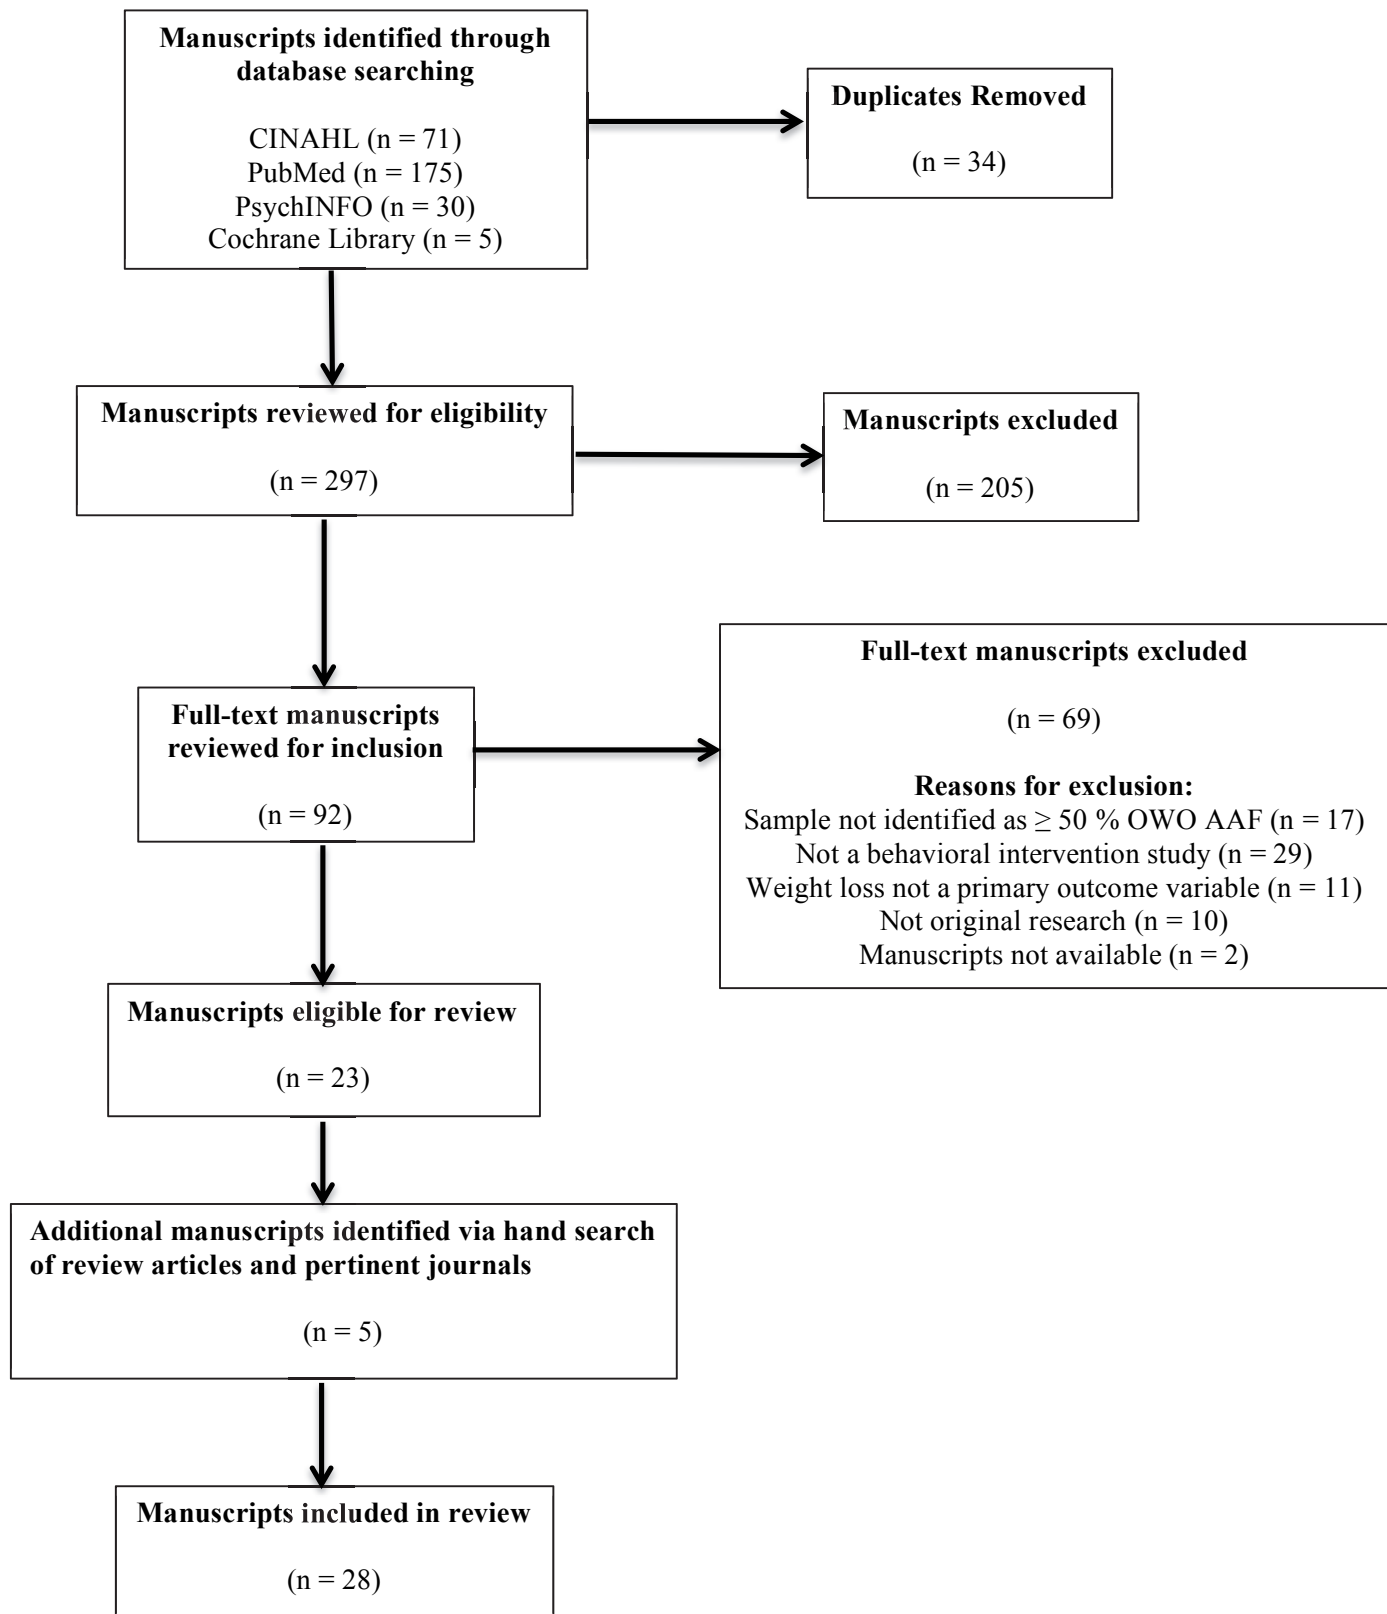 Manuscripts identified through
database searching
CINAHL (n = 71)
PubMed (n = 175)
PsychINFO (n = 30)
Cochrane Library (n = 5)
Duplicates Removed
(n = 34)
Manuscripts reviewed for eligibility
(n = 297)
Manuscripts excluded
(n = 205)
Full-text manuscripts
reviewed for inclusion
(n = 92)
Full-text manuscripts excluded
(n = 69)
Reasons for exclusion:
Sample not identified as ≥ 50 % OWO AAF (n = 17)
Not a behavioral intervention study (n = 29)
Weight loss not a primary outcome variable (n = 11)
Not original research (n = 10)
Manuscripts not available (n = 2)
Manuscripts eligible for review
(n = 23)
Additional manuscripts identified via hand search
of review articles and pertinent journals
(n = 5)
Manuscripts included in review
(n = 28)